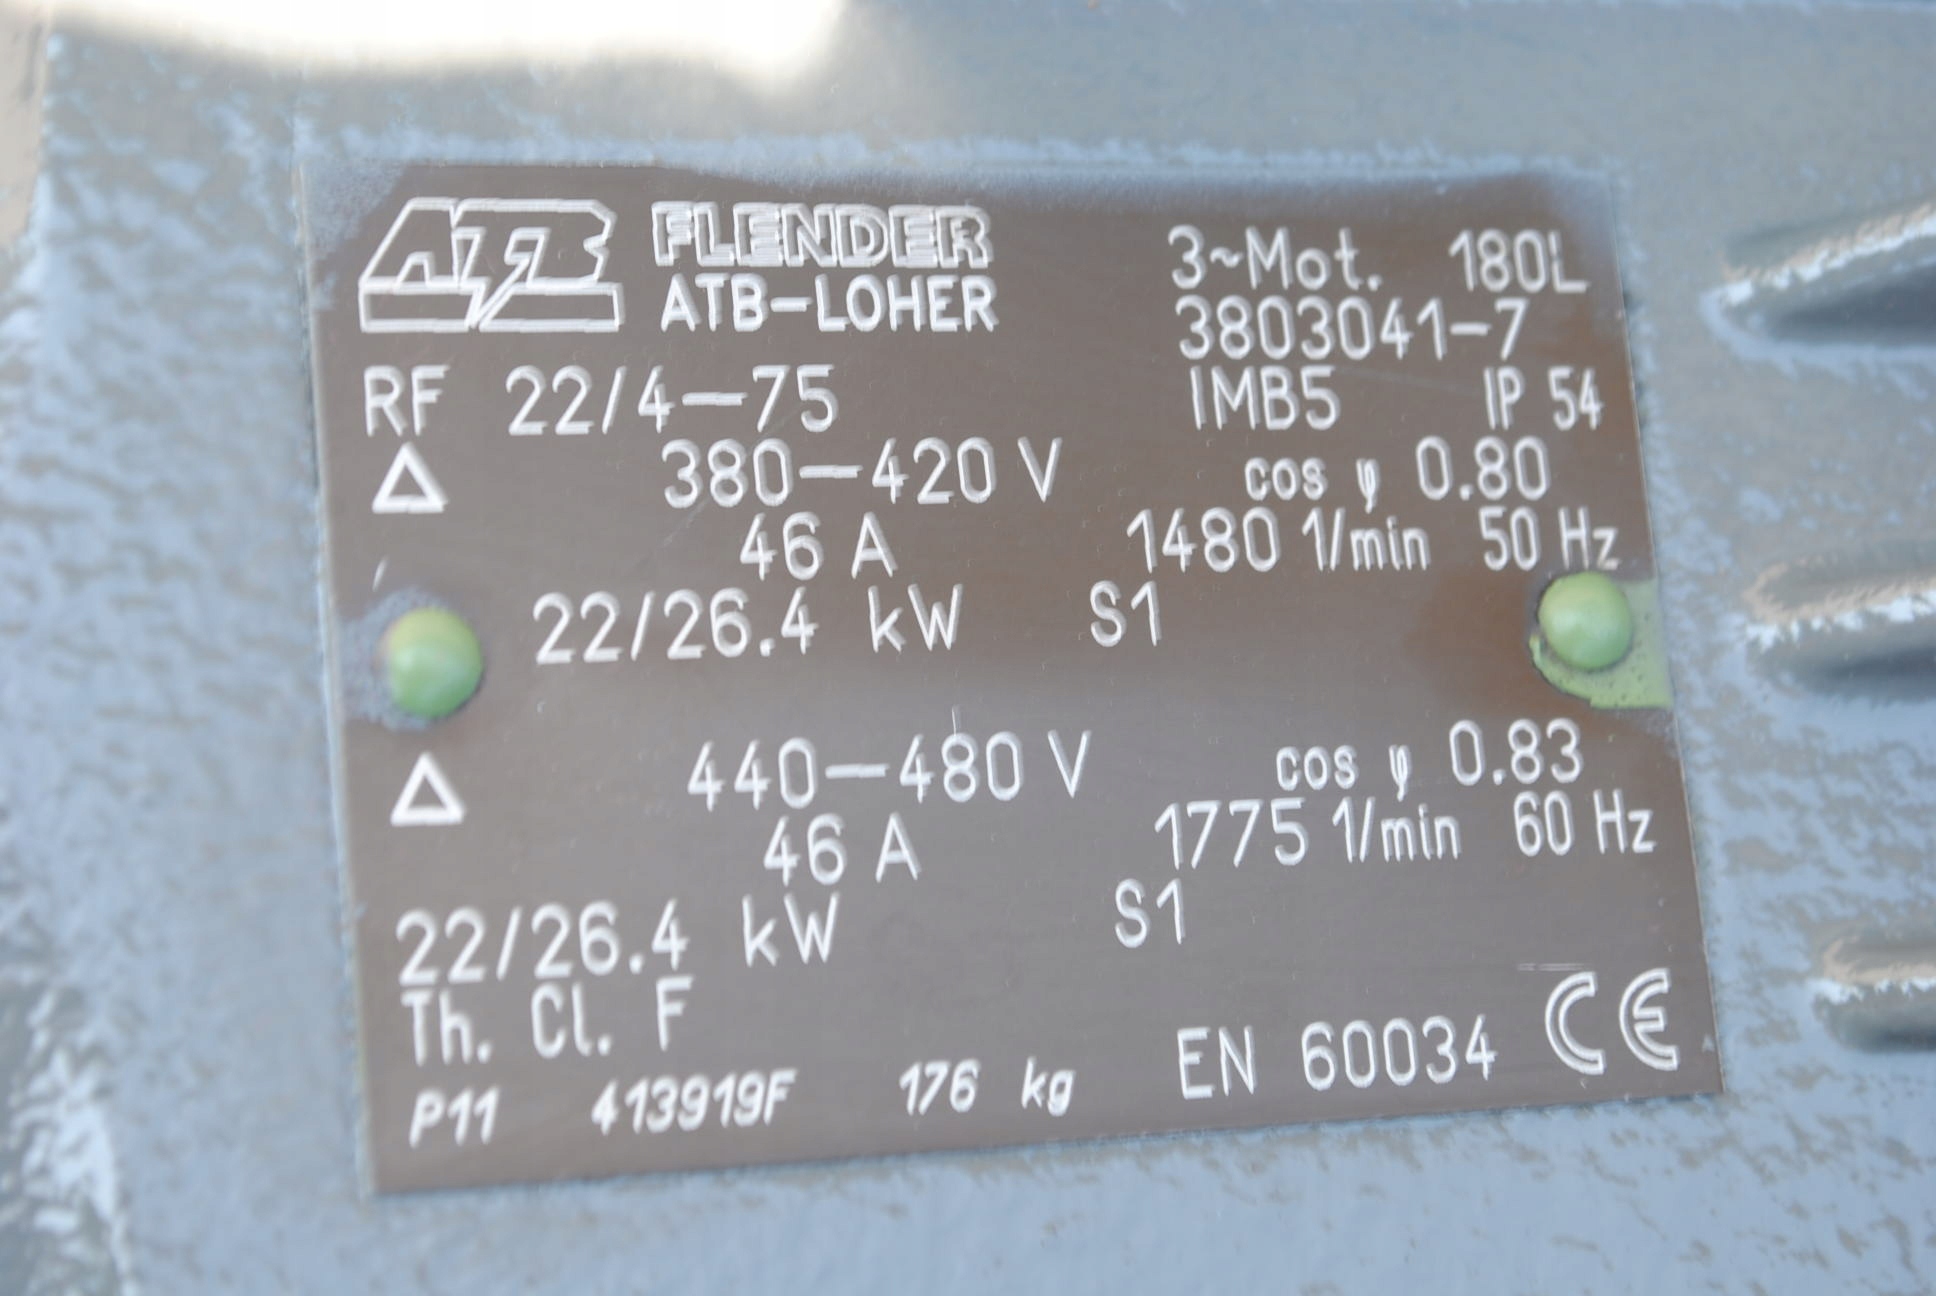 ATB FLENDER 3~Mot. 180L
ATB-LOHER 3803041-7
RF 22/4-75 IMB5 IP 54
△ 380-420 V cos φ 0.80
46 A 1480 1/min 50 Hz
22/26.4 kW S1
△ 440-480 V cos φ 0.83
46 A 1775 1/min 60 Hz
22/26.4 kW S1
Th. Cl. F
P11 413919F 176 kg EN 60034 CE